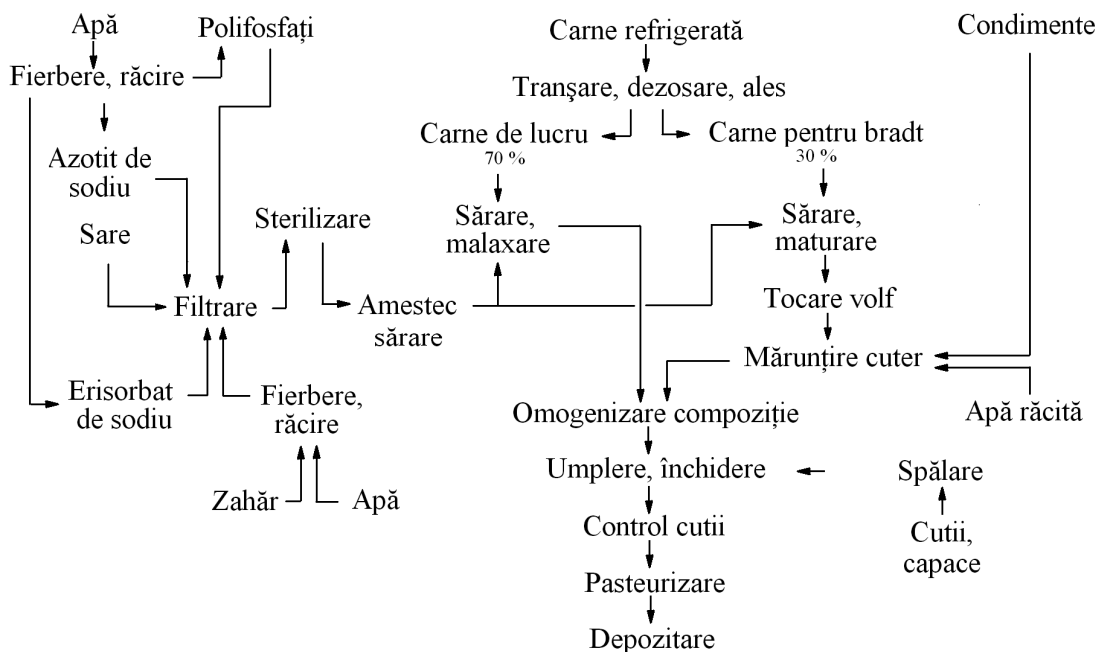 Apă
Polifosfați
Carne refrigerată
Condimente
Fierbere, răcire
Tranşare, dezosare, ales
Carne de lucru
70 %
Carne pentru bradt
30 %
Azotit de
sodiu
Sare
Sterilizare
Sărare,
malaxare
Sărare,
maturare
Filtrare
Amestec
sărare
Tocare volf
Mărunțire cuter
Erisorbat
de sodiu
Fierbere,
răcire
Omogenizare compoziție
Apă răcită
Zahăr
Apă
Umplere, închidere
Spălare
Control cutii
Cutii,
capace
Pasteurizare
Depozitare